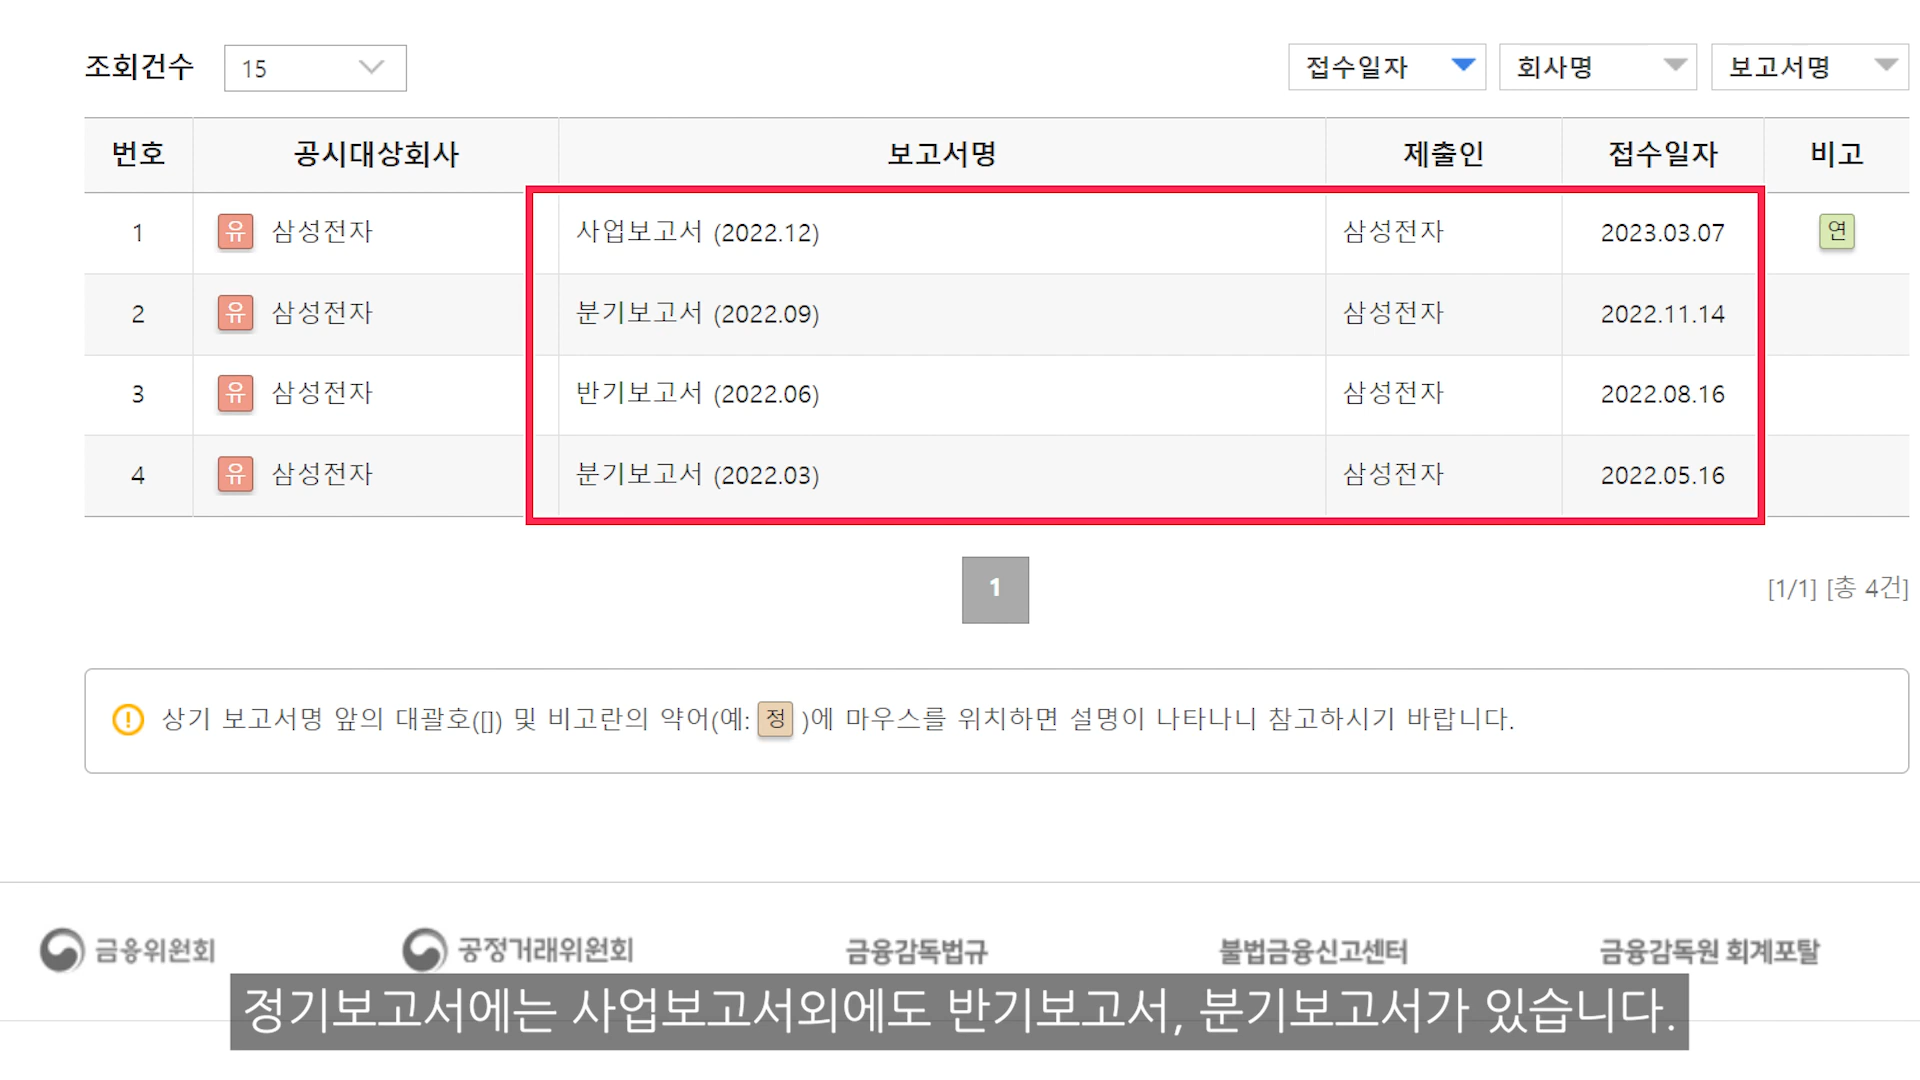 조회건수 15 접수일자 회사명 보고서명
번호 공시대상회사 보고서명 제출인 접수일자 비고
1 유 삼성전자 사업보고서 (2022.12) 삼성전자 2023.03.07 연
2 유 삼성전자 분기보고서 (2022.09) 삼성전자 2022.11.14
3 유 삼성전자 반기보고서 (2022.06) 삼성전자 2022.08.16
4 유 삼성전자 분기보고서 (2022.03) 삼성전자 2022.05.16
1 [1/1] [총 4건]
상기 보고서명 앞의 대괄호([]) 및 비고란의 약어(예: 정 )에 마우스를 위치하면 설명이 나타나니 참고하시기 바랍니다.
금융위원회 공정거래위원회 금융감독법규 불법금융신고센터 금융감독원 회계포탈
정기보고서에는 사업보고서외에도 반기보고서, 분기보고서가 있습니다.